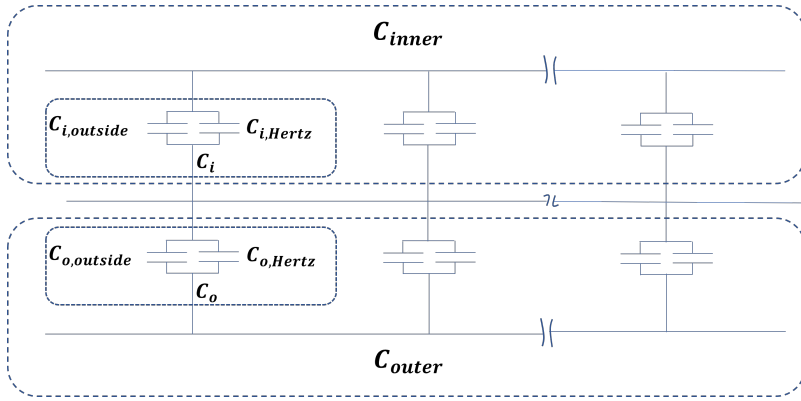 C_inner
C_i,outside
C_i,Hertz
C_i
C_o,outside
C_o,Hertz
C_o
C_outer